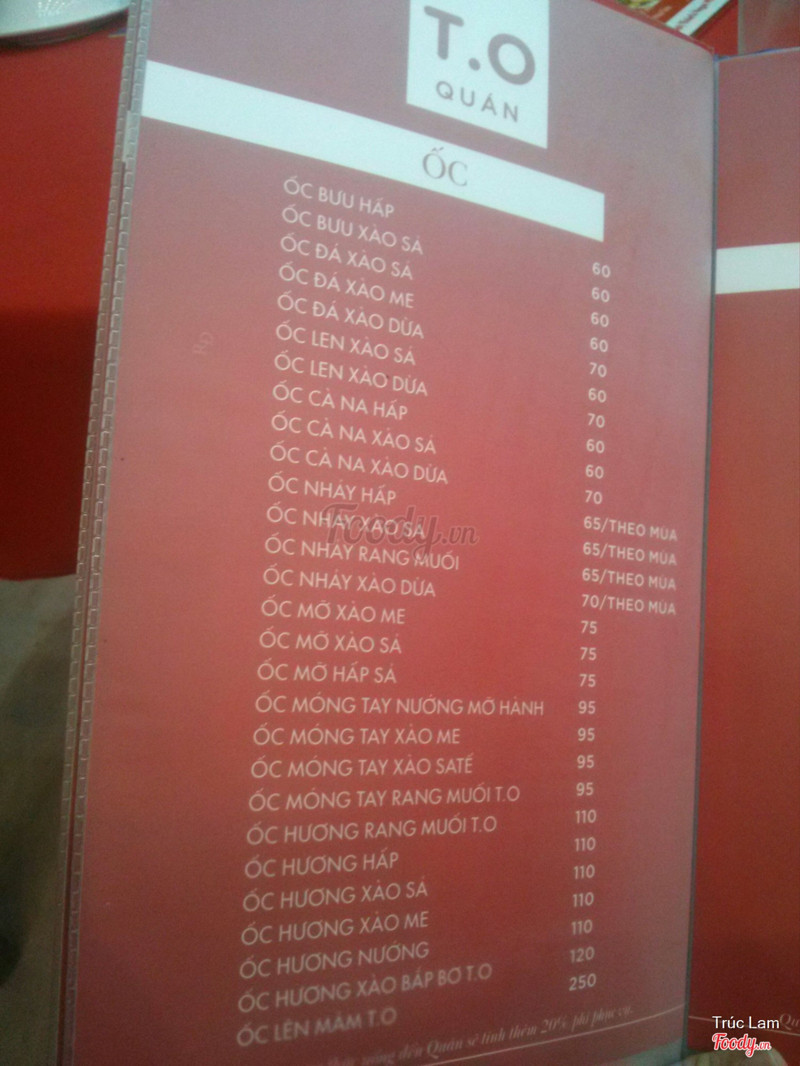 T.O
QUÁN
ỐC
ỐC BƯU HẤP 60
ỐC BƯU XÀO SẢ 60
ỐC ĐÁ XÀO SẢ 60
ỐC ĐÁ XÀO ME 60
ỐC ĐÁ XÀO DỪA 70
ỐC LEN XÀO SẢ 60
ỐC LEN XÀO DỪA 70
ỐC CÀ NA HẤP 60
ỐC CÀ NA XÀO SẢ 60
ỐC CÀ NA XÀO DỪA 70
ỐC NHẢY HẤP 65/THEO MÙA
ỐC NHẢY XÀO SẢ 65/THEO MÙA
ỐC NHẢY RANG MUỐI 65/THEO MÙA
ỐC NHẢY XÀO DỪA 70/THEO MÙA
ỐC MỠ XÀO ME 75
ỐC MỠ XÀO SẢ 75
ỐC MỠ HẤP SẢ 75
ỐC MÓNG TAY NƯỚNG MỠ HÀNH 95
ỐC MÓNG TAY XÀO ME 95
ỐC MÓNG TAY XÀO SATẾ 95
ỐC MÓNG TAY RANG MUỐI T.O 95
ỐC HƯƠNG RANG MUỐI T.O 110
ỐC HƯƠNG HẤP 110
ỐC HƯƠNG XÀO SẢ 110
ỐC HƯƠNG XÀO ME 110
ỐC HƯƠNG NƯỚNG 110
ỐC HƯƠNG XÀO BẮP BƠ T.O 120
ỐC LÊN MÂM T.O 250
uống đến Quán sẽ tính thêm 20% phí phục vụ.
Foody.vn
Trúc Lam
Foody.vn